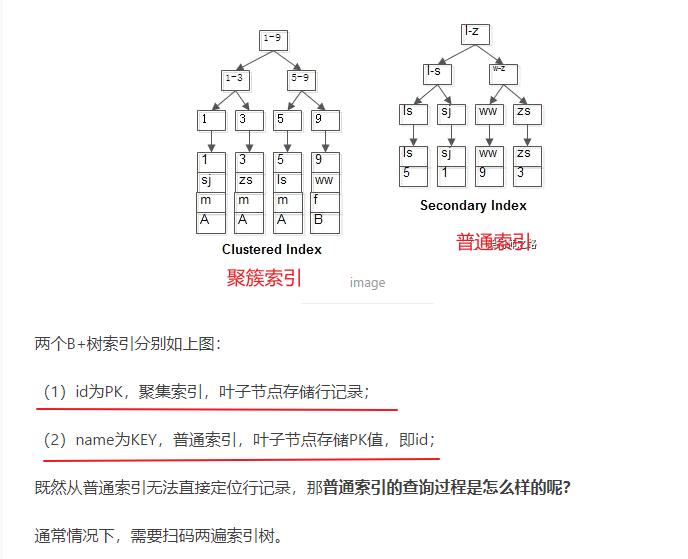 1-9
1-3
5-9
1
3
5
9
1
3
5
9
sj
zs
ls
ww
m
m
m
f
A
A
A
B
Clustered Index
聚簇索引
l-z
l-s
w-z
ls
sj
ww
zs
ls
sj
ww
zs
5
1
9
3
Secondary Index
普通索引
image
两个B+树索引分别如上图：
（1）id为PK，聚集索引，叶子节点存储行记录；
（2）name为KEY，普通索引，叶子节点存储PK值，即id；
既然从普通索引无法直接定位行记录，那普通索引的查询过程是怎么样的呢？
通常情况下，需要扫码两遍索引树。